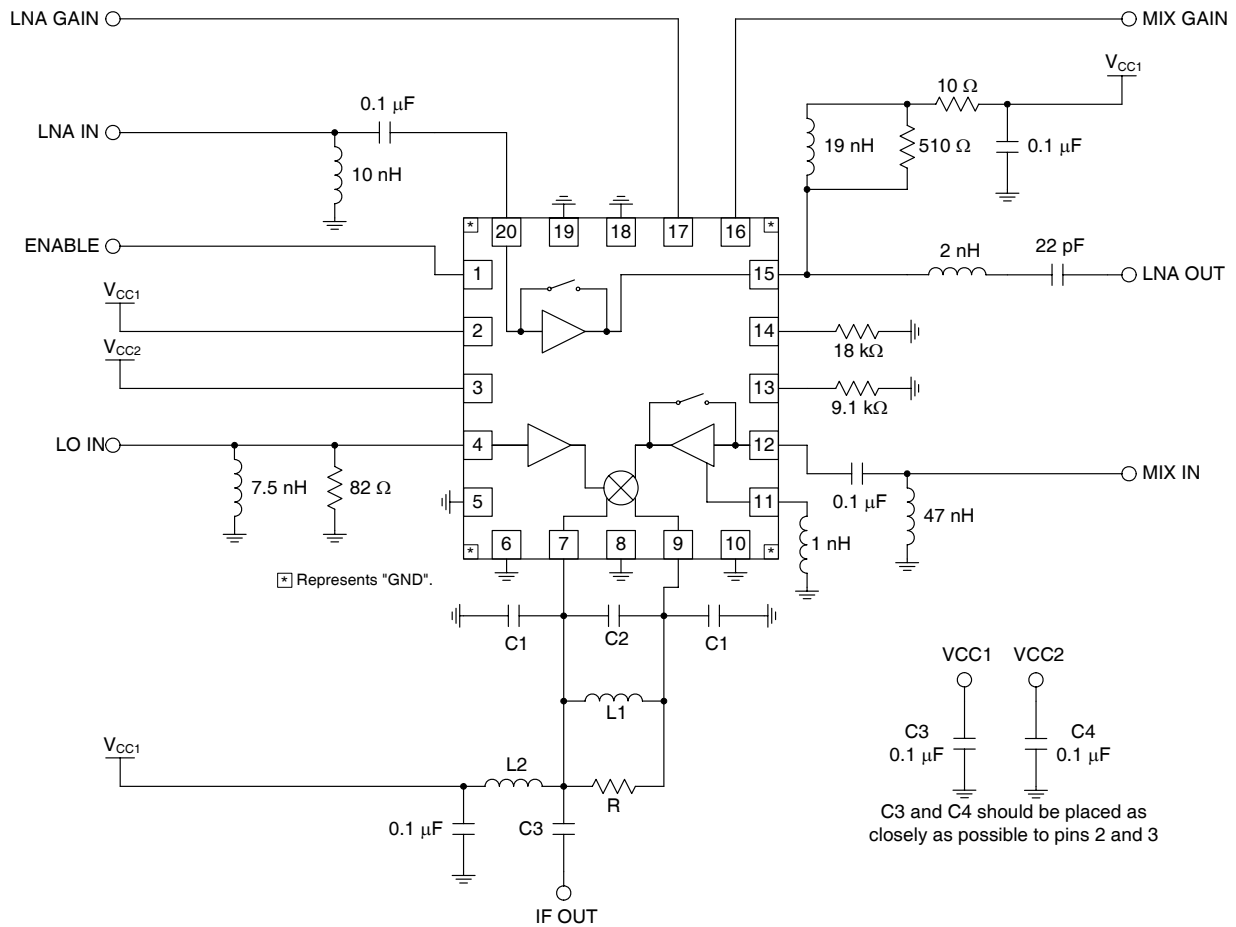 LNA GAIN
MIX GAIN
VCC1
10 Ω
0.1 μF
LNA IN
19 nH
510 Ω
0.1 μF
10 nH
*
20
19
18
17
16
*
ENABLE
1
15
2 nH
22 pF
LNA OUT
VCC1
2
14
18 kΩ
VCC2
3
13
9.1 kΩ
LO IN
4
12
MIX IN
7.5 nH
82 Ω
5
11
0.1 μF
47 nH
*
6
7
8
9
10
*
1 nH
* Represents "GND".
C1
C2
C1
VCC1
VCC2
L1
C3
0.1 μF
C4
0.1 μF
VCC1
L2
R
C3 and C4 should be placed as
closely as possible to pins 2 and 3
0.1 μF
C3
IF OUT